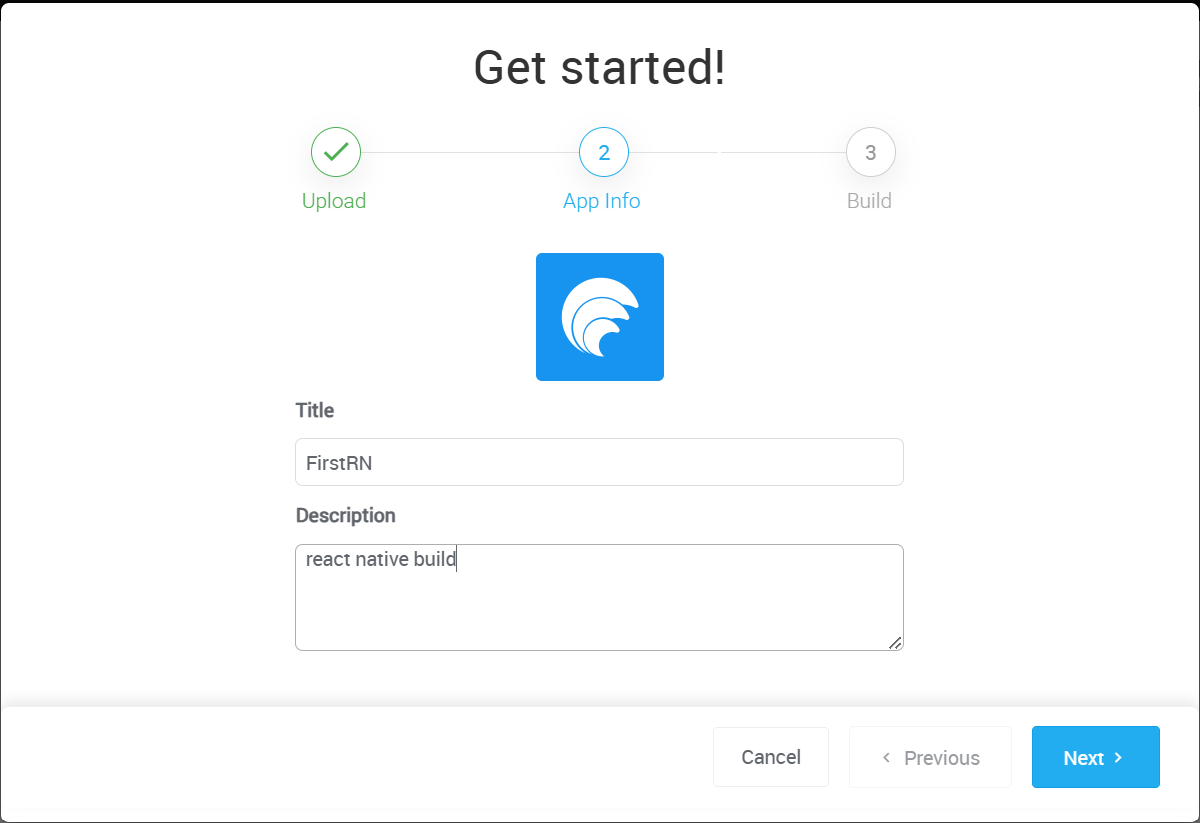 Get started!
2
3
Upload
App Info
Build
Title
FirstRN
Description
react native build
Cancel
Previous
Next